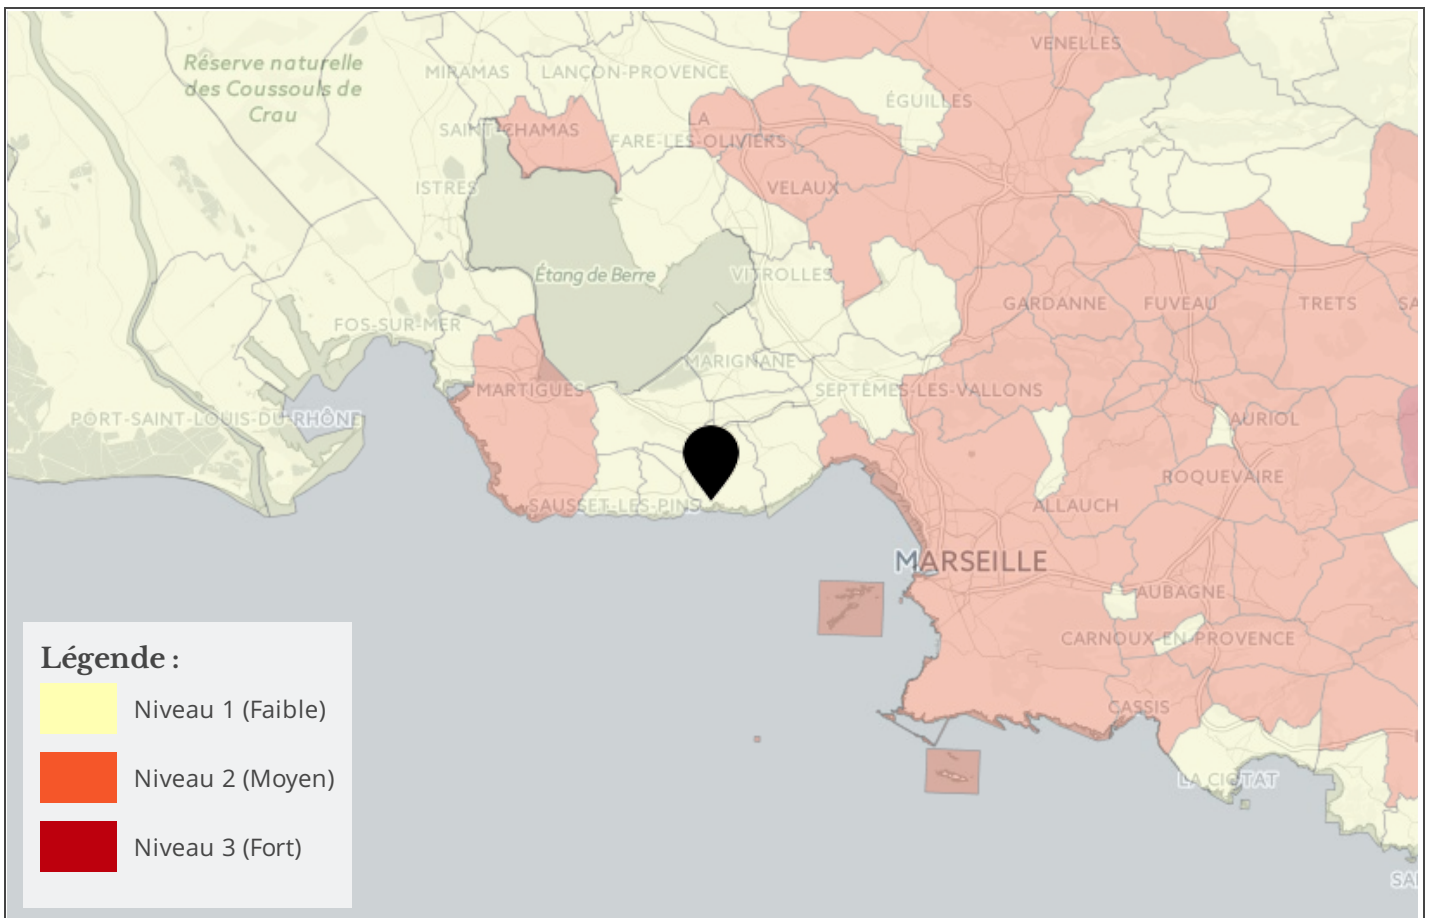 VENELLES
Réserve naturelle
des Coussouls de
Crau
MIRAMAS
LANÇON-PROVENCE
ÉGUILLES
SAINT-CHAMAS
LA
FARE-LES-OLIVIERS
ISTRES
VELAUX
Étang de Berre
VITROLLES
GARDANNE
FUVEAU
TRETS
SA
FOS-SUR-MER
MARIGNANE
MARTIGUES
SEPTÈMES-LES-VALLONS
PORT-SAINT-LOUIS-DU-RHÔNE
AURIOL
ROQUEVAIRE
SAUSSET-LES-PINS
ALLAUCH
MARSEILLE
AUBAGNE
CARNOUX-EN-PROVENCE
CASSIS
LA CIOTAT
SAI
Légende :
Niveau 1 (Faible)
Niveau 2 (Moyen)
Niveau 3 (Fort)